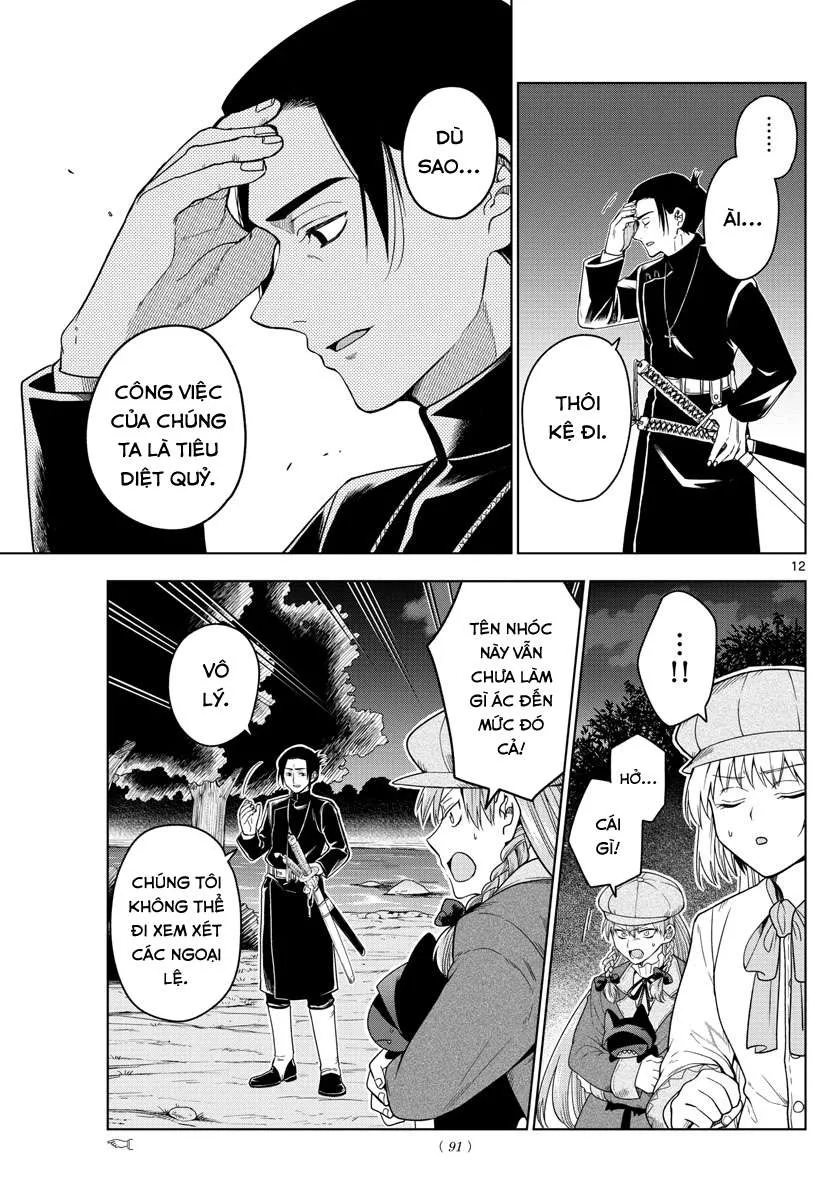 ......
ÀI...
THÔI
KỆ ĐI.
DÙ
SAO...
CÔNG VIỆC
CỦA CHÚNG
TA LÀ TIÊU
DIỆT QUỶ.
12
...!!
HỞ...
CÁI
GÌ!
TÊN NHÓC
NÀY VẪN
CHƯA LÀM
GÌ ÁC ĐẾN
MỨC ĐÓ
CẢ!
VÔ
LÝ.
CHÚNG TÔI
KHÔNG THỂ
ĐI XEM XÉT
CÁC NGOẠI
LỆ.
( 91 )